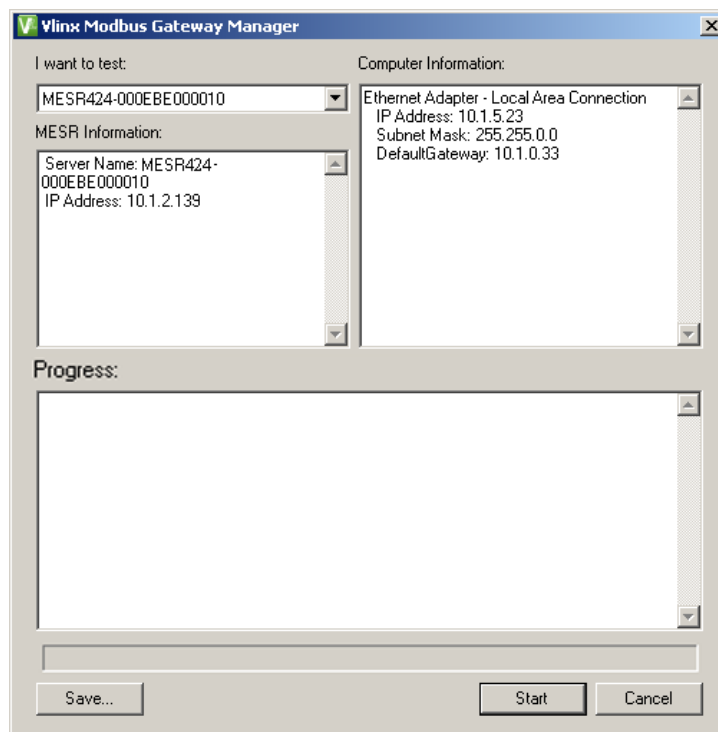 Vlinx Modbus Gateway Manager
I want to test:
MESR424-000EBE000010
MESR Information:
Server Name: MESR424-
000EBE000010
IP Address: 10.1.2.139
Computer Information:
Ethernet Adapter - Local Area Connection
IP Address: 10.1.5.23
Subnet Mask: 255.255.0.0
DefaultGateway: 10.1.0.33
Progress:
Save...
Start
Cancel